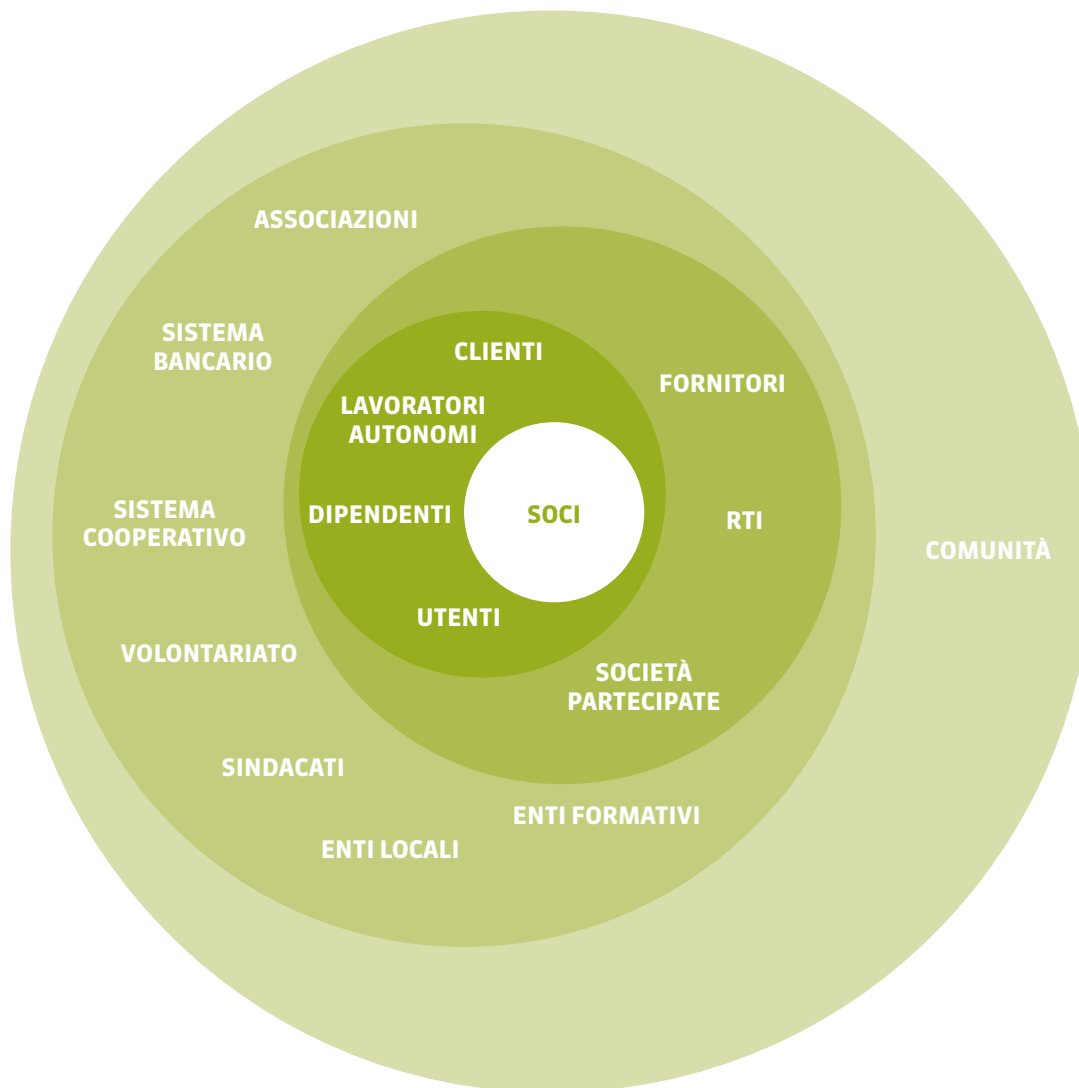 ASSOCIAZIONI
SISTEMA
BANCARIO
CLIENTI
FORNITORI
LAVORATORI
AUTONOMI
SISTEMA
COOPERATIVO
DIPENDENTI
SOCI
RTI
COMUNITÀ
UTENTI
VOLONTARIATO
SOCIETÀ
PARTECIPATE
SINDACATI
ENTI FORMATIVI
ENTI LOCALI